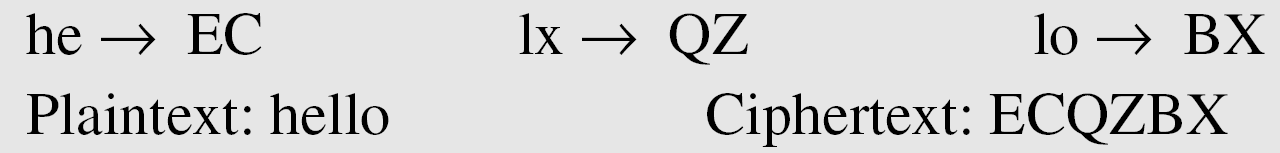 he → EC lx → QZ lo → BX
Plaintext: hello Ciphertext: ECQZBX